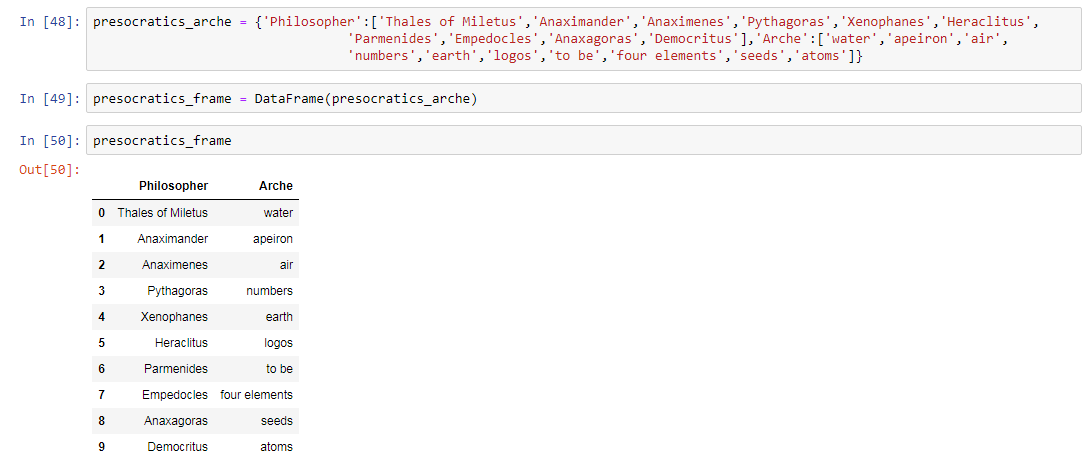 In [48]: presocratics_arche = {'Philosopher':['Thales of Miletus','Anaximander','Anaximenes','Pythagoras','Xenophanes','Heraclitus',
'Parmenides','Empedocles','Anaxagoras','Democritus'],'Arche':['water','apeiron','air',
'numbers','earth','logos','to be','four elements','seeds','atoms']}
In [49]: presocratics_frame = DataFrame(presocratics_arche)
In [50]: presocratics_frame
Out[50]:
Philosopher Arche
0 Thales of Miletus water
1 Anaximander apeiron
2 Anaximenes air
3 Pythagoras numbers
4 Xenophanes earth
5 Heraclitus logos
6 Parmenides to be
7 Empedocles four elements
8 Anaxagoras seeds
9 Democritus atoms